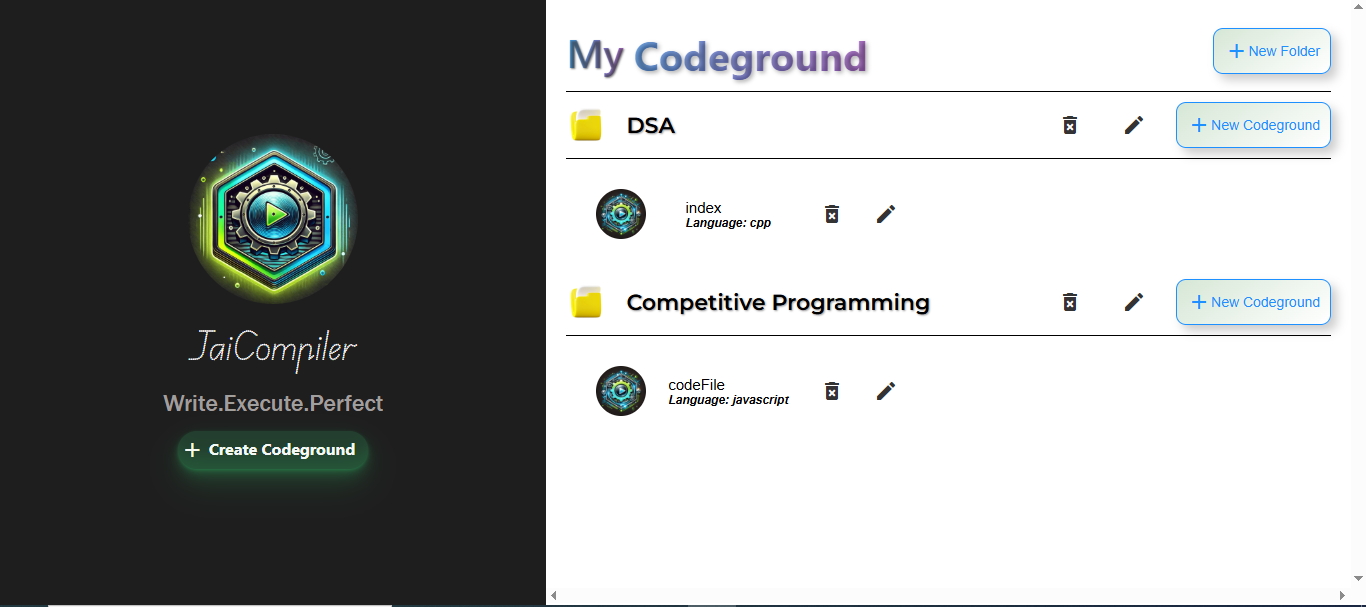 JaiCompiler
Write.Execute.Perfect
Create Codeground
My Codeground
New Folder
DSA
New Codeground
index
Language: cpp
Competitive Programming
New Codeground
codeFile
Language: javascript